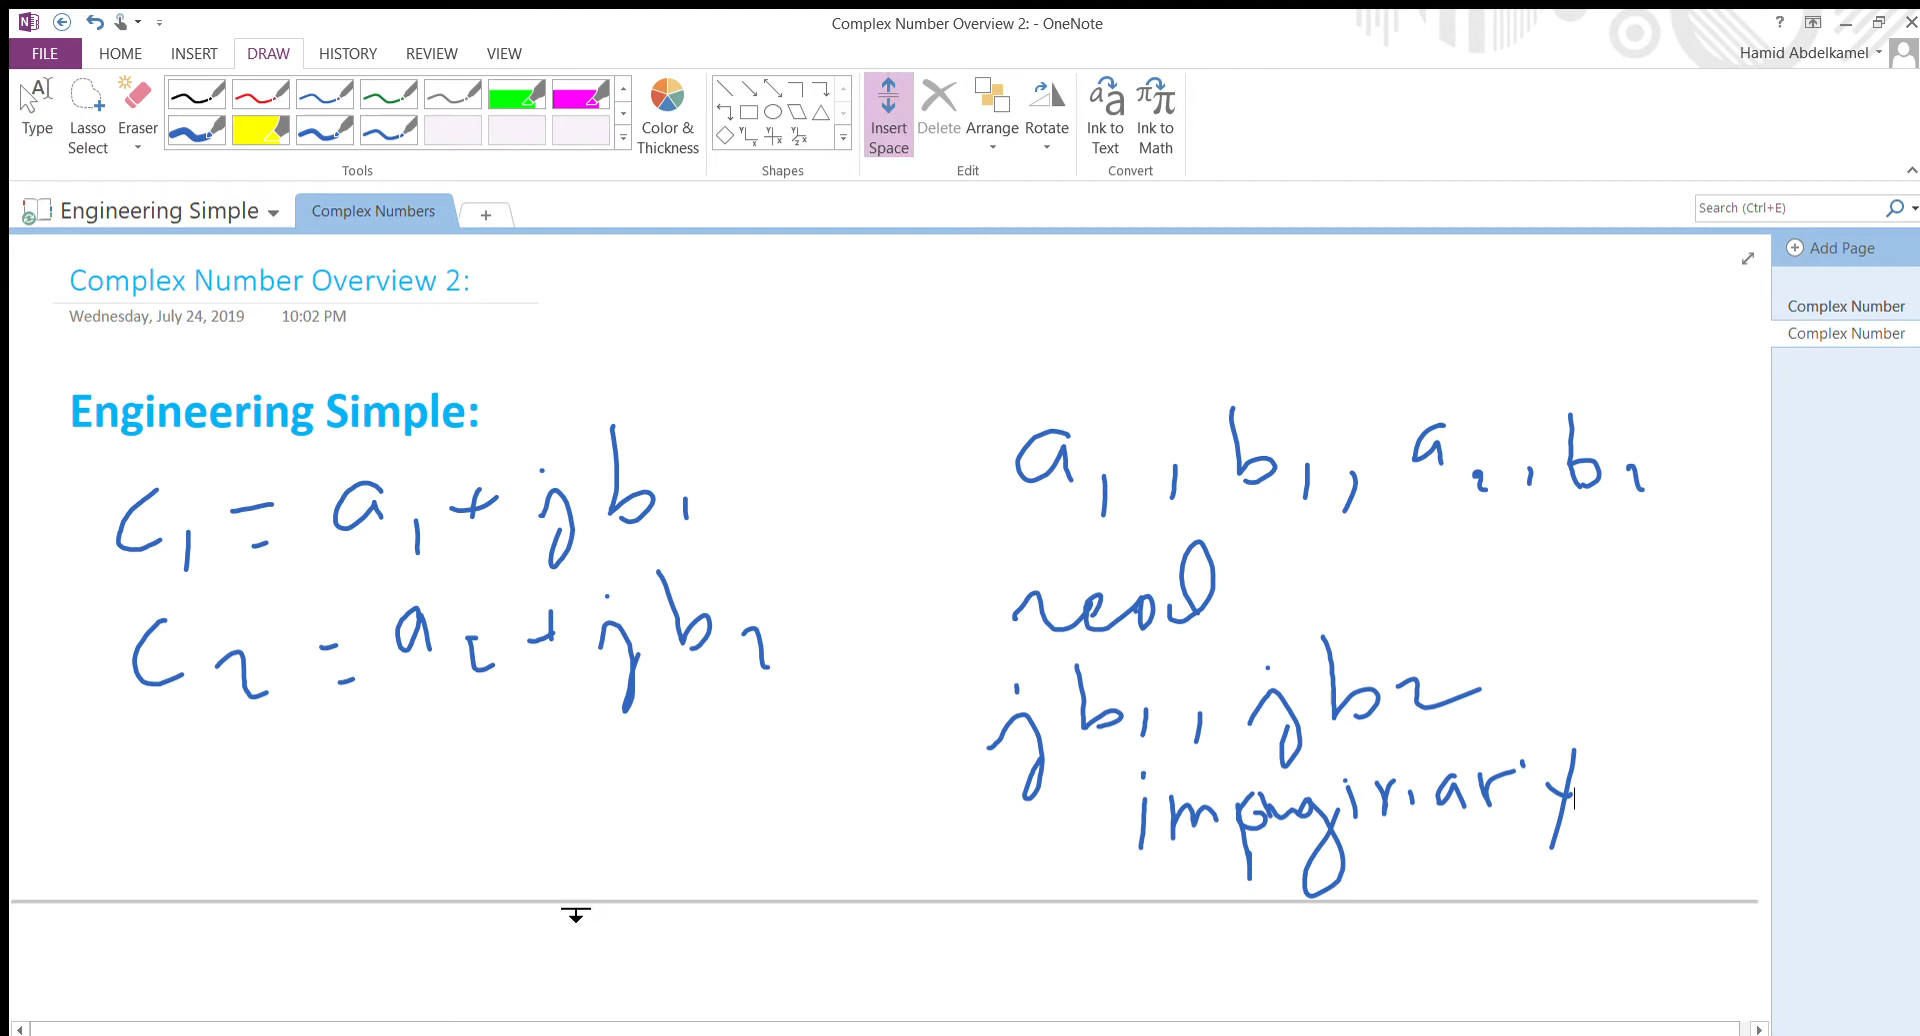 Complex Number Overview 2: - OneNote
?
FILE HOME INSERT DRAW HISTORY REVIEW VIEW
Hamid Abdelkamel
Type
Lasso Select
Eraser
Color & Thickness
Insert Space
Delete
Arrange
Rotate
Ink to Text
Ink to Math
Tools
Shapes
Edit
Convert
Engineering Simple
Complex Numbers
+
Search (Ctrl+E)
Add Page
Complex Number
Complex Number
Complex Number Overview 2:
Wednesday, July 24, 2019 10:02 PM
Engineering Simple:
C₁ = a₁ + jb₁
C₂ = a₂ + jb₂
a₁, b₁, a₂, b₂
real
jb₁, jb₂